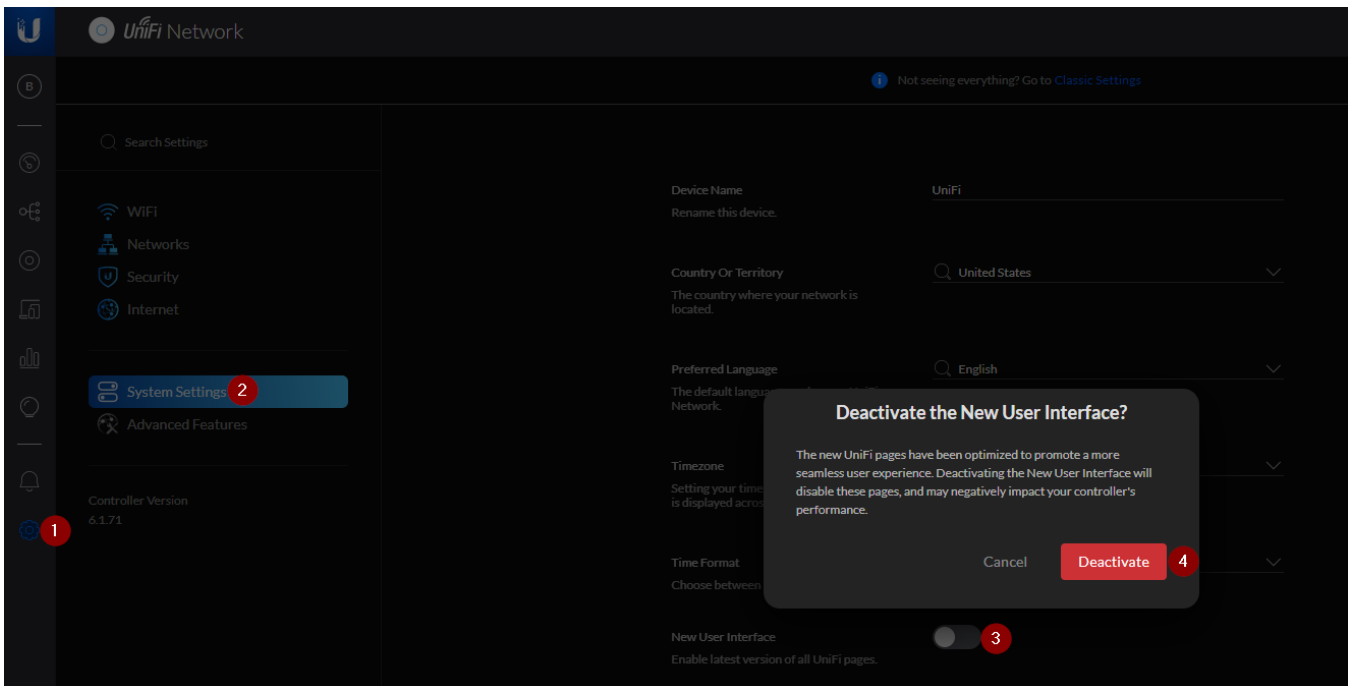 UniFi Network
B
Not seeing everything? Go to Classic Settings
Search Settings
WiFi
Networks
Security
Internet
System Settings 2
Advanced Features
Controller Version
6.1.71
1
Device Name
UniFi
Rename this device.
Country Or Territory
United States
The country where your network is
located.
Preferred Language
English
The default langua
Network.
Timezone
Setting your time
is displayed acros
Time Format
Choose between
Deactivate the New User Interface?
The new UniFi pages have been optimized to promote a more
seamless user experience. Deactivating the New User Interface will
disable these pages, and may negatively impact your controller's
performance.
Cancel
Deactivate 4
New User Interface
3
Enable latest version of all UniFi pages.